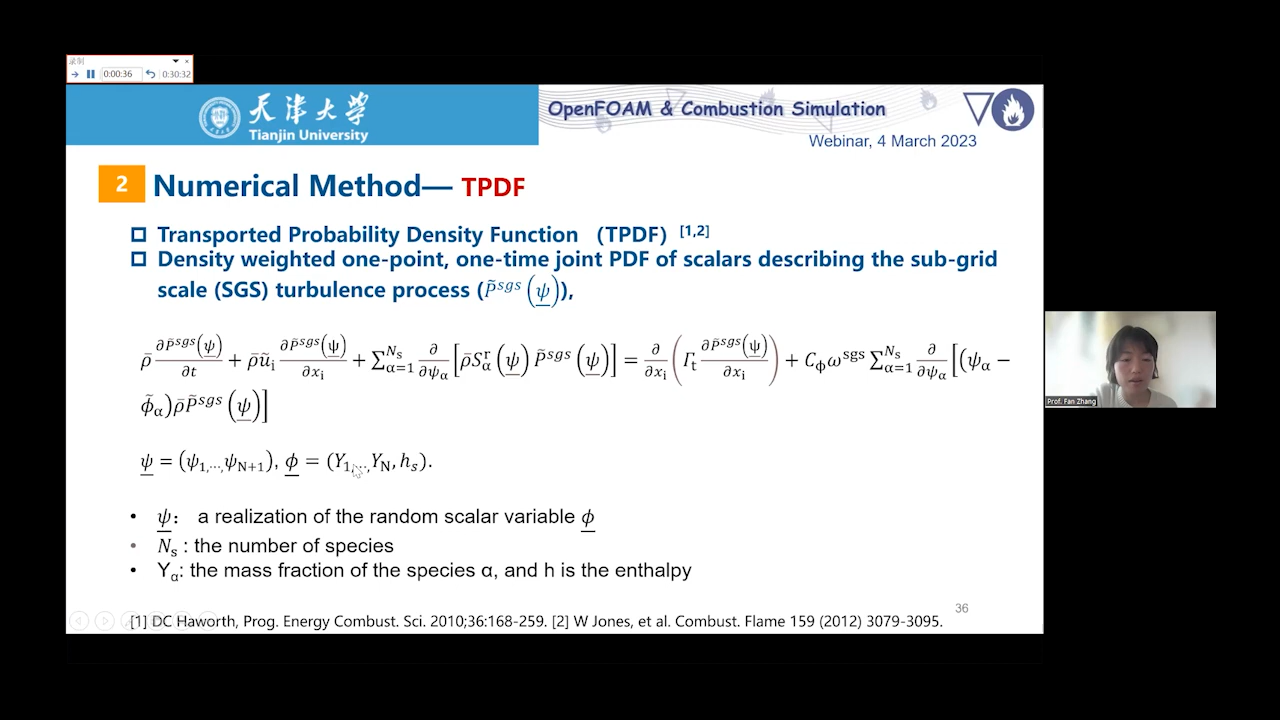 录制
0:00:36 0:30:32
天津大学
Tianjin University
OpenFOAM & Combustion Simulation
Webinar, 4 March 2023
2 Numerical Method— TPDF
Transported Probability Density Function (TPDF) [1,2]
Density weighted one-point, one-time joint PDF of scalars describing the sub-grid
scale (SGS) turbulence process (P̃ˢᵍˢ(ψ)),
ρ̄ ∂P̃ˢᵍˢ(ψ)/∂t + ρ̄ũᵢ ∂P̃ˢᵍˢ(ψ)/∂xᵢ + ∑_{α=1}^{N_s} ∂/∂ψ_α [ρ̄S_α^r(ψ)P̃ˢᵍˢ(ψ)] = ∂/∂xᵢ (Γ_t ∂P̃ˢᵍˢ(ψ)/∂xᵢ) + C_ϕ ω^sgs ∑_{α=1}^{N_s} ∂/∂ψ_α [(ψ_α −
ϕ̃_α)ρ̄P̃ˢᵍˢ(ψ)]
ψ = (ψ₁,⋯,ψ_{N+1}), ϕ = (Y₁,⋯,Y_N, h_s).
• ψ： a realization of the random scalar variable ϕ
• N_s : the number of species
• Y_α: the mass fraction of the species α, and h is the enthalpy
36
[1] DC Haworth, Prog. Energy Combust. Sci. 2010;36:168-259. [2] W Jones, et al. Combust. Flame 159 (2012) 3079-3095.
Prof. Fan Zhang